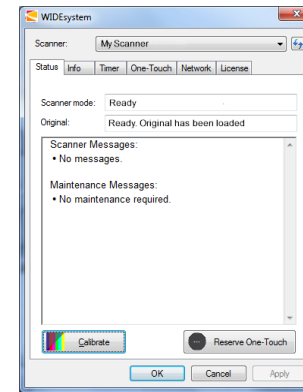 WIDEsystem
Scanner: My Scanner
Status Info Timer One-Touch Network License
Scanner mode: Ready
Original: Ready. Original has been loaded
Scanner Messages:
• No messages.
Maintenance Messages:
• No maintenance required.
Calibrate Reserve One-Touch
OK Cancel Apply